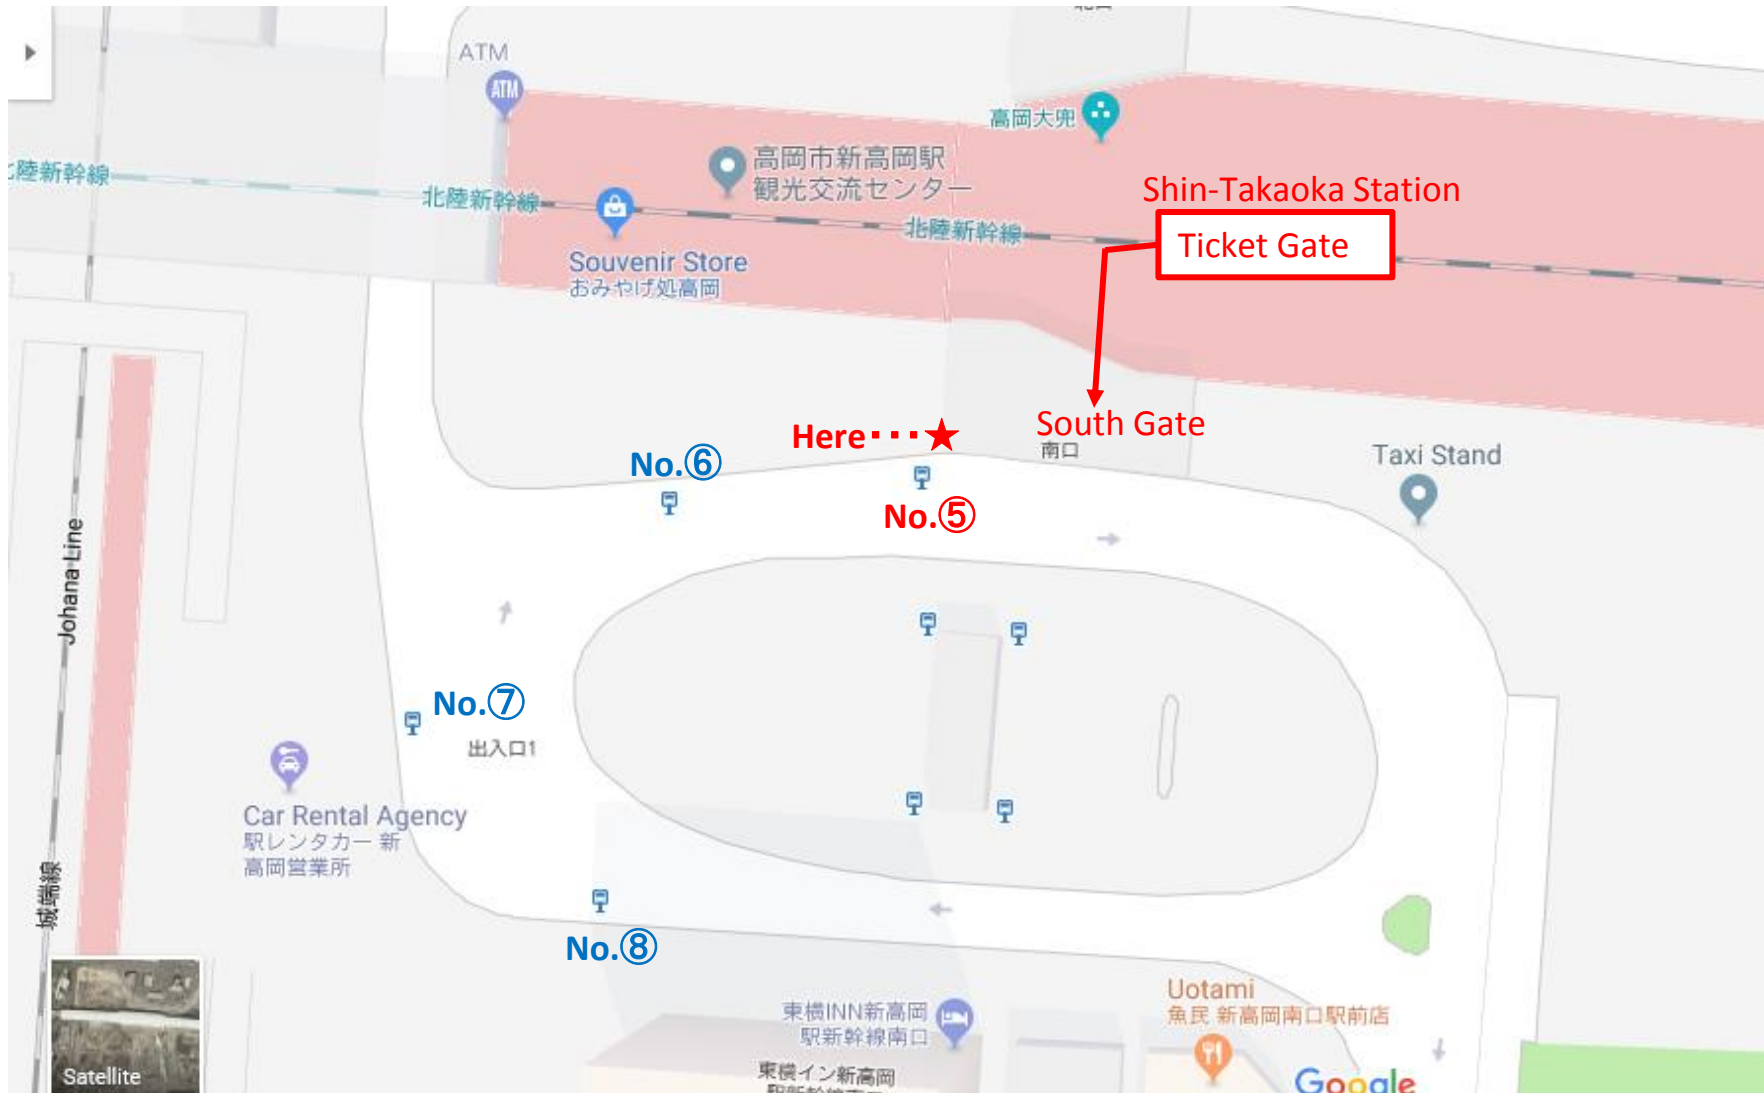 ATM
ATM
高岡大兜
高岡市新高岡駅
観光交流センター
陸新幹線
北陸新幹線
北陸新幹線
Shin-Takaoka Station
Ticket Gate
Souvenir Store
おみやげ処高岡
Here
South Gate
南口
No.⑥
No.⑤
Taxi Stand
Johana Line
No.⑦
出入口1
Car Rental Agency
駅レンタカー 新
高岡営業所
城端線
No.⑧
東横INN新高岡
駅新幹線南口
東横イン新高岡
Uotami
魚民 新高岡南口駅前店
Satellite
Google